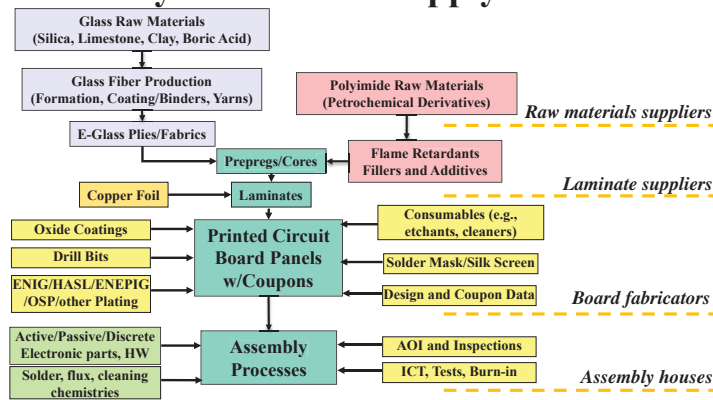 Glass Raw Materials
(Silica, Limestone, Clay, Boric Acid)
Glass Fiber Production
(Formation, Coating/Binders, Yarns)
Polyimide Raw Materials
(Petrochemical Derivatives)
Raw materials suppliers
E-Glass Plies/Fabrics
Prepregs/Cores
Flame Retardants
Fillers and Additives
Copper Foil
Laminates
Laminate suppliers
Oxide Coatings
Drill Bits
ENIG/HASL/ENEPIG
/OSP/other Plating
Printed Circuit
Board Panels
w/Coupons
Consumables (e.g.,
etchants, cleaners)
Solder Mask/Silk Screen
Design and Coupon Data
Board fabricators
Active/Passive/Discrete
Electronic parts, HW
Solder, flux, cleaning
chemistries
Assembly
Processes
AOI and Inspections
ICT, Tests, Burn-in
Assembly houses